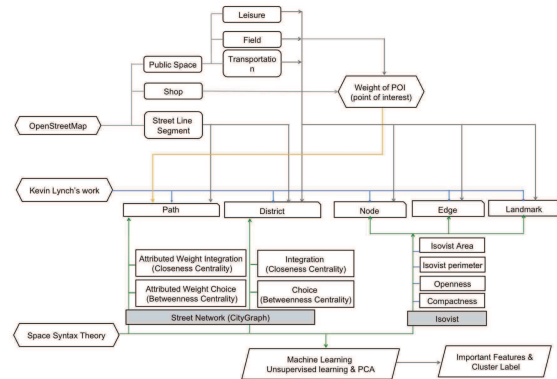 Leisure
Field
Transportatio
n
Public Space
Shop
Weight of POI
(point of interest)
OpenStreetMap
Street Line
Segment
Kevin Lynch's work
Path
District
Node
Edge
Landmark
Attributed Weight Integration
(Closeness Centrality)
Integration
(Closeness Centrality)
Isovist Area
Isovist perimeter
Attributed Weight Choice
(Betweenness Centrality)
Choice
(Betweenness Centrality)
Openness
Compactness
Street Network (CityGraph)
Isovist
Space Syntax Theory
Machine Learning
Unsupervised learning & PCA
Important Features &
Cluster Label